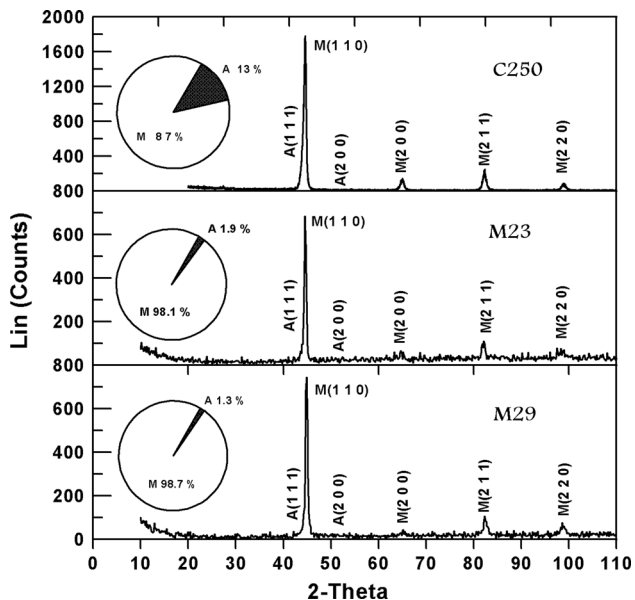 2000
1600
1200
800
400
800
600
400
200
800
600
400
200
0
Lin (Counts)
C250
A 13 %
M 87 %
M(1 1 0)
A(1 1 1)
A(2 0 0)
M(2 0 0)
M(2 1 1)
M(2 2 0)
M23
A 1.9 %
M 98.1 %
M(1 1 0)
A(1 1 1)
A(2 0 0)
M(2 0 0)
M(2 1 1)
M(2 2 0)
M29
A 1.3 %
M 98.7 %
M(1 1 0)
A(1 1 1)
A(2 0 0)
M(2 0 0)
M(2 1 1)
M(2 2 0)
0 10 20 30 40 50 60 70 80 90 100 110
2-Theta